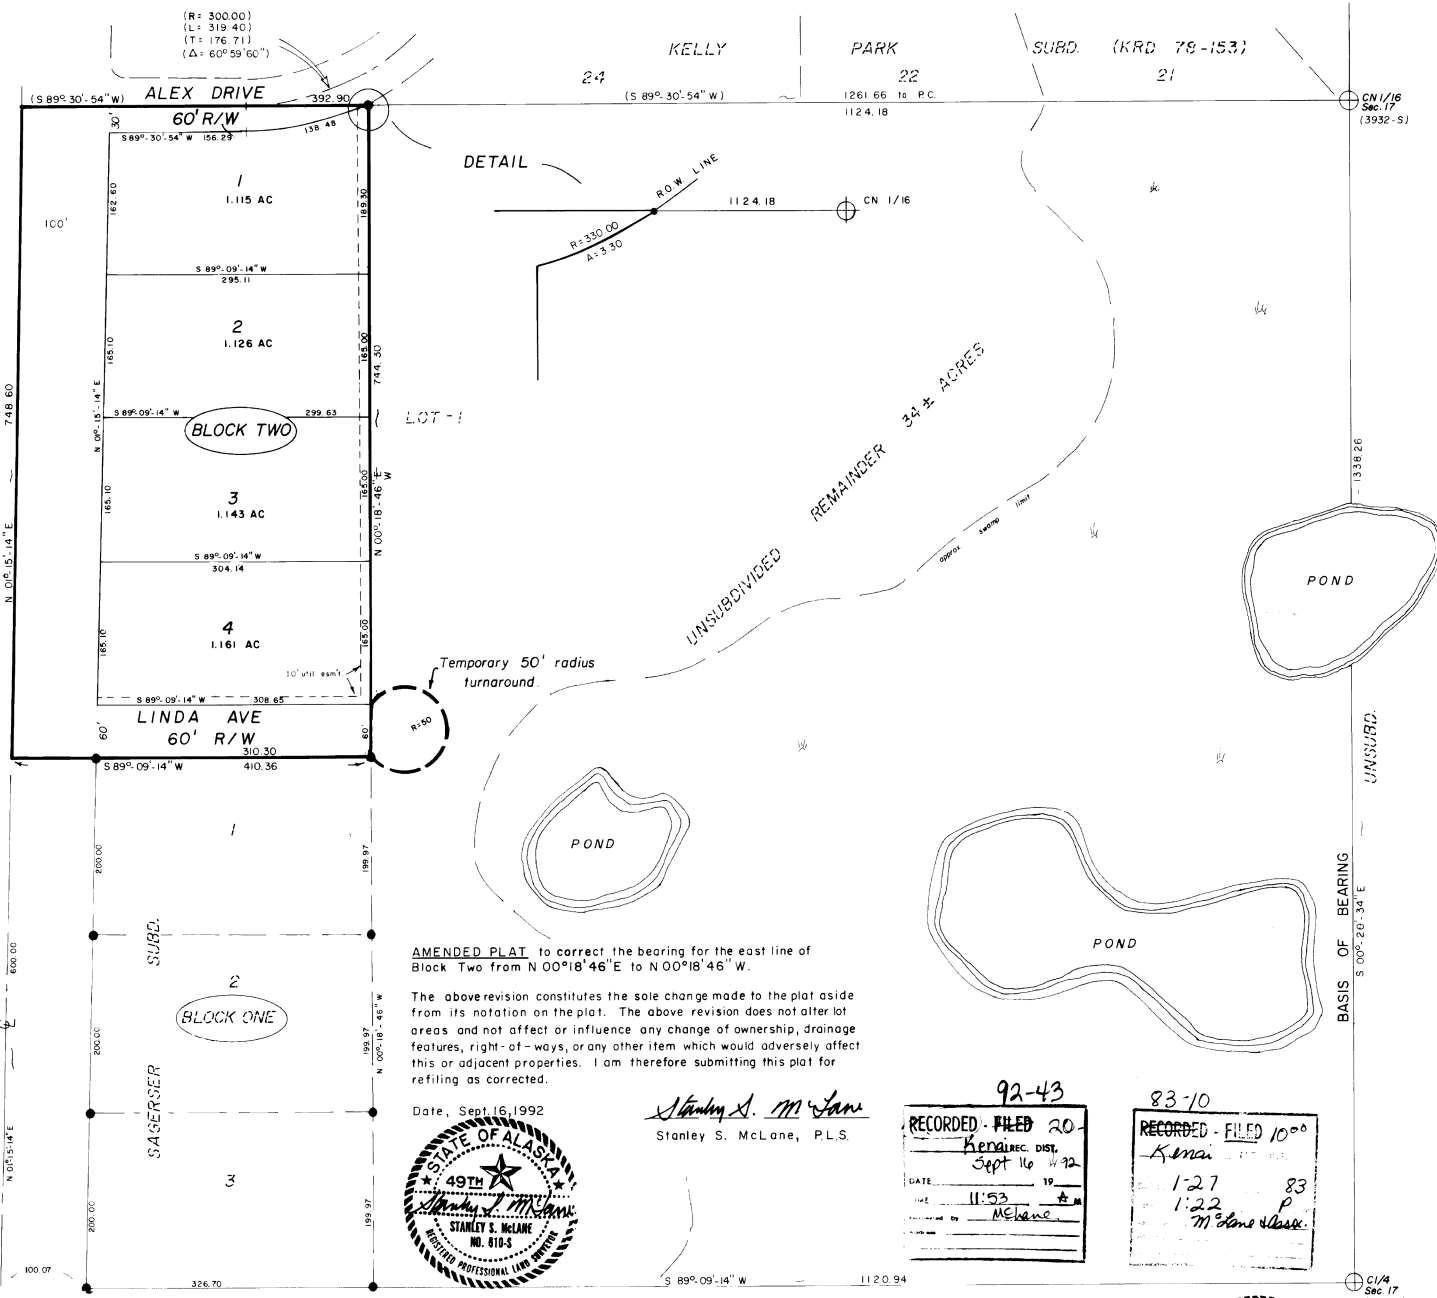 (R= 300.00)
(L= 319.40)
(T= 176.71)
(Δ= 60°59'60")
KELLY PARK SUBD. (KRD 78-153)
24 22 21
(S 89°-30'-54" W) ALEX DRIVE 392.90
(S 89°-30'-54" W) 1261.66 to P.C.
1124.18
CN 1/16
Sec. 17
(3932-S)
60' R/W
30'
S 89°-30'-54" W 156.29
138.48
DETAIL
R.O.W. LINE
1124.18
CN 1/16
R=330.00
A=3.30
1
1.115 AC
162.60
189.30
100'
S 89°-09'-14" W
295.11
2
1.126 AC
165.10
165.00
744.30
748.60
N 01°-15'-14" E
S 89°-09'-14" W
299.63
BLOCK TWO
LOT-1
UNSUBDIVIDED REMAINDER 34± ACRES
approx. swamp limit
1338.26
3
1.143 AC
165.10
165.00
N 00°-18'-46" E
W
N 01°-15'-14" E
S 89°-09'-14" W
304.14
POND
4
1.161 AC
165.10
165.00
10' util. esm't.
Temporary 50' radius
turnaround.
R=50
S 89°-09'-14" W 308.65
LINDA AVE
60' R/W
60'
60'
310.30
S 89°-09'-14" W 410.36
UNSUBD.
1
200.00
199.97
POND
POND
SAGERSER SUBD.
BASIS OF BEARING
S 00°-20'-34" E
600.00
2
BLOCK ONE
200.00
199.97
N 00°-18'-46" W
N 01°-15'-14" E
AMENDED PLAT to correct the bearing for the east line of
Block Two from N 00°18'46"E to N 00°18'46" W.
The above revision constitutes the sole change made to the plat aside
from its notation on the plat. The above revision does not alter lot
areas and not affect or influence any change of ownership, drainage
features, right-of-ways, or any other item which would adversely affect
this or adjacent properties. I am therefore submitting this plat for
refiling as corrected.
Date, Sept. 16, 1992
Stanley S. McLane
Stanley S. McLane, P.L.S.
STATE OF ALASKA
49TH
Stanley S. McLane
STANLEY S. McLANE
NO. 610-S
REGISTERED PROFESSIONAL LAND SURVEYOR
92-43
RECORDED - FILED 20-
Kenai REC. DIST.
Sept 16 1992
DATE 19
11:53 A M
by McLane
83-10
RECORDED - FILED 10⁰⁰
Kenai
1-27 83
1:22 P
McLane & Assoc.
3
200.00
199.97
100.07
326.70
S 89°-09'-14" W 1120.94
C1/4
Sec. 17